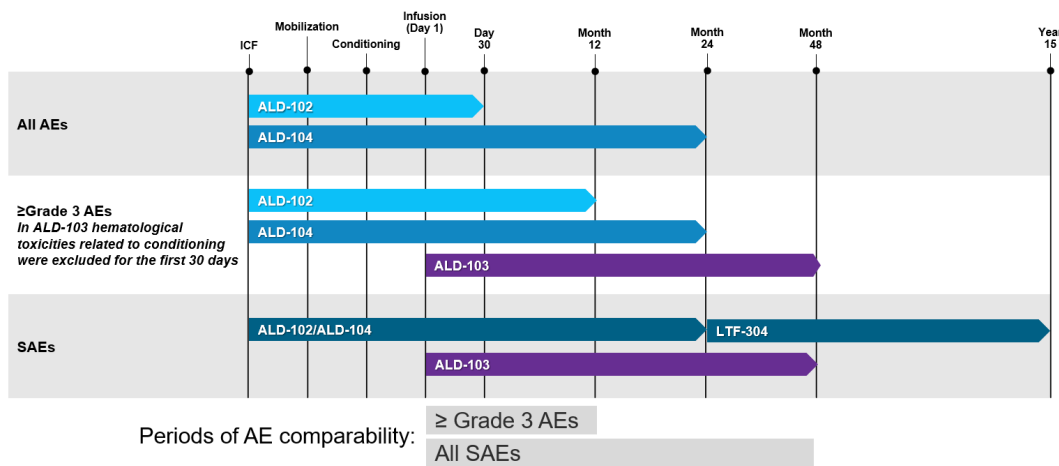 ICF
Mobilization
Conditioning
Infusion
(Day 1)
Day
30
Month
12
Month
24
Month
48
Year
15
All AEs
ALD-102
ALD-104
≥Grade 3 AEs
In ALD-103 hematological
toxicities related to conditioning
were excluded for the first 30 days
ALD-102
ALD-104
ALD-103
SAEs
ALD-102/ALD-104
LTF-304
ALD-103
Periods of AE comparability:
≥ Grade 3 AEs
All SAEs